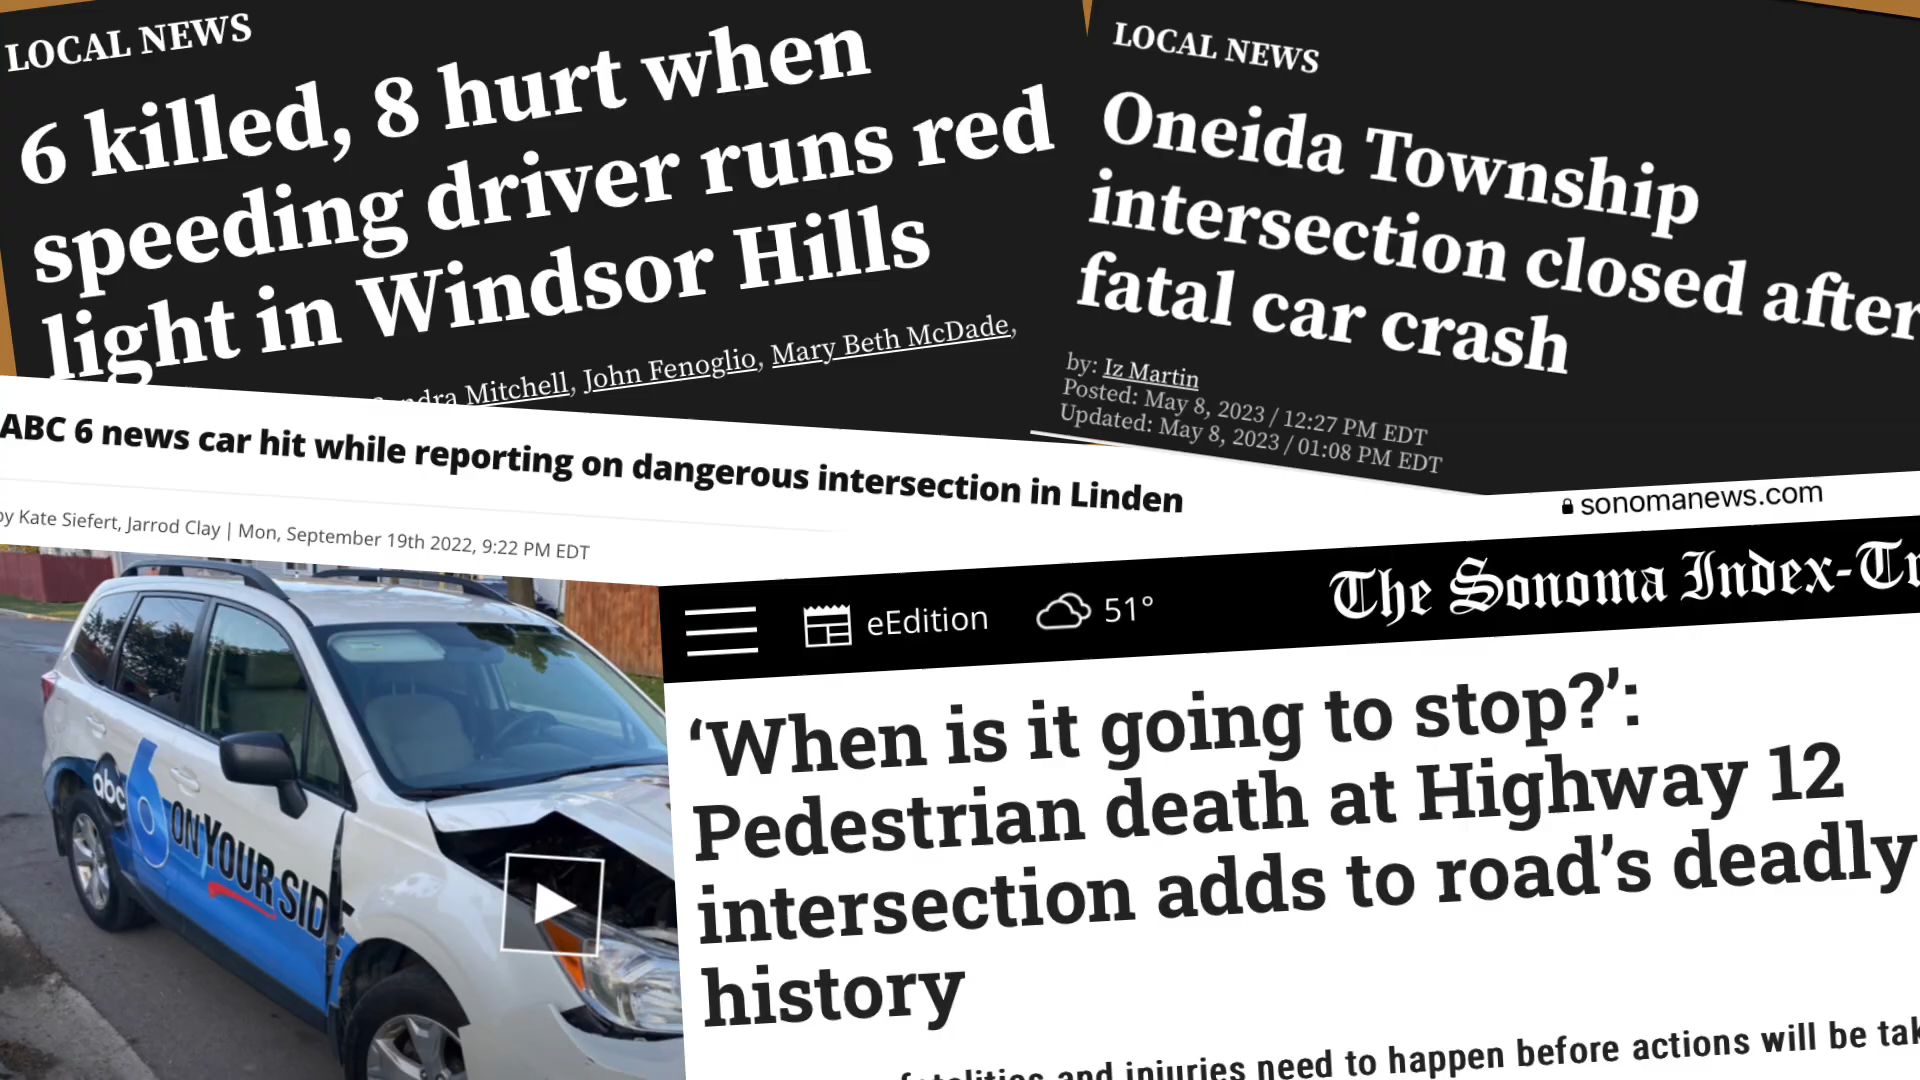 LOCAL NEWS
6 killed, 8 hurt when
speeding driver runs red
light in Windsor Hills
Mitchell, John Fenoglio, Mary Beth McDade,
LOCAL NEWS
Oneida Township
intersection closed after
fatal car crash
by: Iz Martin
Posted: May 8, 2023 / 12:27 PM EDT
Updated: May 8, 2023 / 01:08 PM EDT
ABC 6 news car hit while reporting on dangerous intersection in Linden
by Kate Siefert, Jarrod Clay | Mon, September 19th 2022, 9:22 PM EDT
abc 6 ON YOUR SIDE
sonomanews.com
eEdition 51° The Sonoma Index-Tr
‘When is it going to stop?’:
Pedestrian death at Highway 12
intersection adds to road’s deadly
history
fatalities and injuries need to happen before actions will be tak